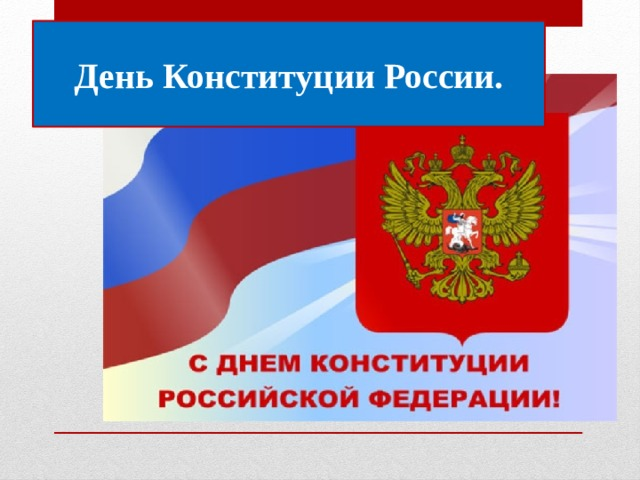 День Конституции России.
С ДНЕМ КОНСТИТУЦИИ
РОССИЙСКОЙ ФЕДЕРАЦИИ!